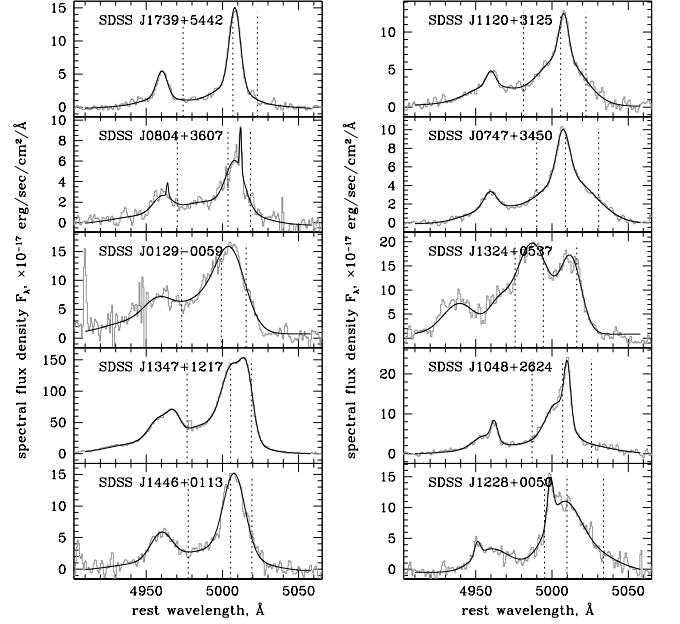 SDSS J1739+5442
15
10
5
0
SDSS J0804+3607
10
8
6
4
2
0
SDSS J0129-0059
15
10
5
0
SDSS J1347+1217
150
100
50
0
SDSS J1446+0113
15
10
5
0
4950 5000 5050
rest wavelength, Å
spectral flux density Fλ, ×10⁻¹⁷ erg/sec/cm²/Å
SDSS J1120+3125
10
5
0
SDSS J0747+3450
10
8
6
4
2
0
SDSS J1324+0537
20
15
10
5
0
SDSS J1048+2624
20
10
0
SDSS J1228+0050
15
10
5
0
4950 5000 5050
rest wavelength, Å
spectral flux density Fλ, ×10⁻¹⁷ erg/sec/cm²/Å